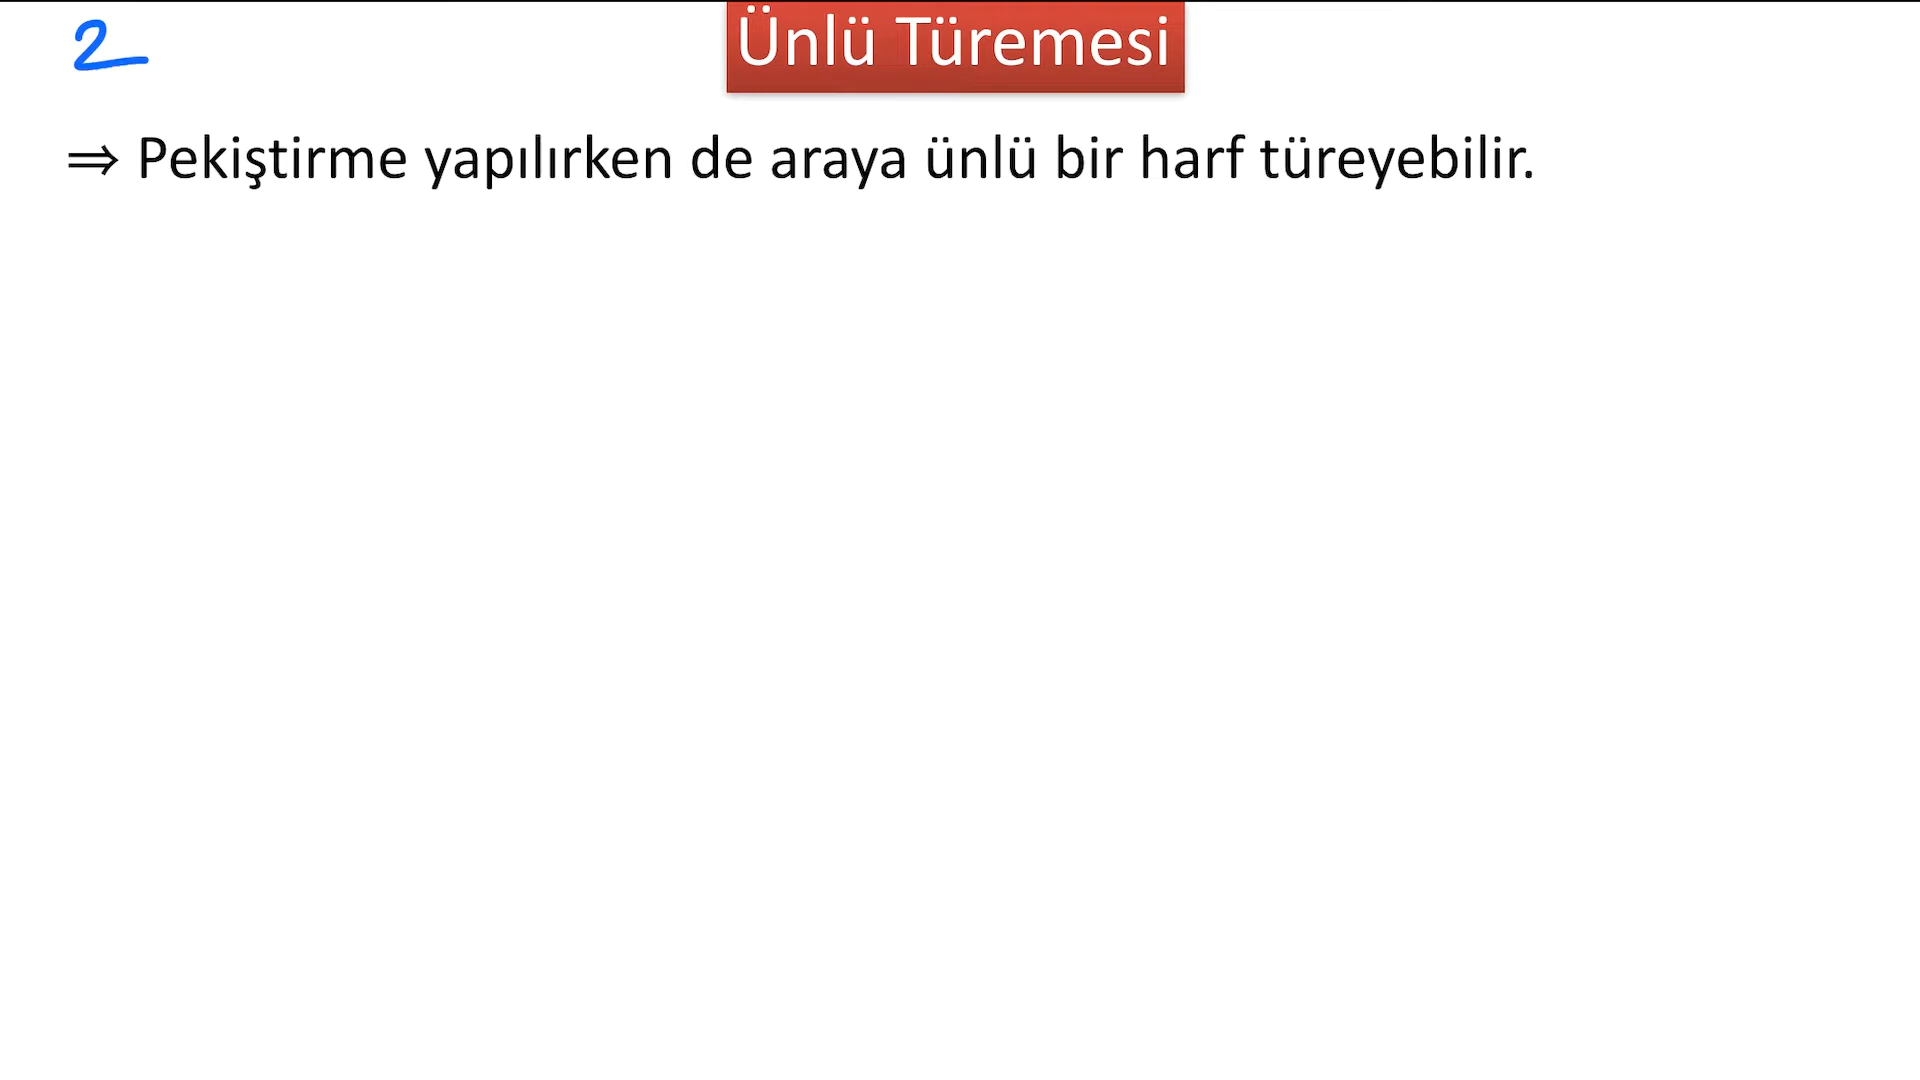 2
Ünlü Türemesi
⇒ Pekiştirme yapılırken de araya ünlü bir harf türeyebilir.